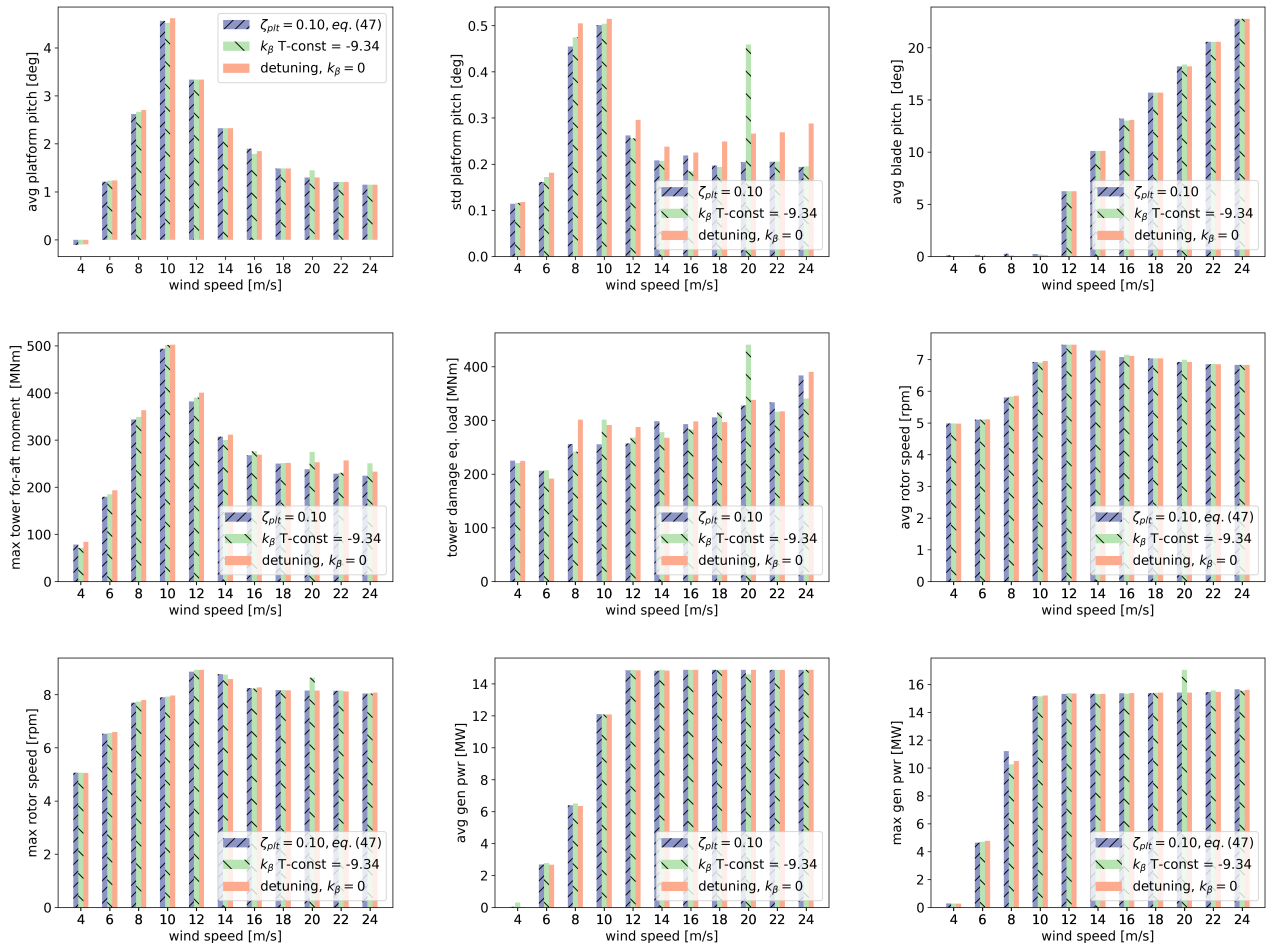 avg platform pitch [deg]
4
3
2
1
0
ζplt = 0.10, eq. (47)
kβ T-const = -9.34
detuning, kβ = 0
4 6 8 10 12 14 16 18 20 22 24
wind speed [m/s]
std platform pitch [deg]
0.5
0.4
0.3
0.2
0.1
0.0
ζplt = 0.10
kβ T-const = -9.34
detuning, kβ = 0
4 6 8 10 12 14 16 18 20 22 24
wind speed [m/s]
avg blade pitch [deg]
20
15
10
5
0
ζplt = 0.10
kβ T-const = -9.34
detuning, kβ = 0
4 6 8 10 12 14 16 18 20 22 24
wind speed [m/s]
max tower for-aft moment [MNm]
500
400
300
200
100
0
ζplt = 0.10
kβ T-const = -9.34
detuning, kβ = 0
4 6 8 10 12 14 16 18 20 22 24
wind speed [m/s]
tower damage eq. load [MNm]
400
300
200
100
0
ζplt = 0.10
kβ T-const = -9.34
detuning, kβ = 0
4 6 8 10 12 14 16 18 20 22 24
wind speed [m/s]
avg rotor speed [rpm]
7
6
5
4
3
2
1
0
ζplt = 0.10, eq. (47)
kβ T-const = -9.34
detuning, kβ = 0
4 6 8 10 12 14 16 18 20 22 24
wind speed [m/s]
max rotor speed [rpm]
8
6
4
2
0
ζplt = 0.10, eq. (47)
kβ T-const = -9.34
detuning, kβ = 0
4 6 8 10 12 14 16 18 20 22 24
wind speed [m/s]
avg gen pwr [MW]
14
12
10
8
6
4
2
0
ζplt = 0.10
kβ T-const = -9.34
detuning, kβ = 0
4 6 8 10 12 14 16 18 20 22 24
wind speed [m/s]
max gen pwr [MW]
16
14
12
10
8
6
4
2
0
ζplt = 0.10, eq. (47)
kβ T-const = -9.34
detuning, kβ = 0
4 6 8 10 12 14 16 18 20 22 24
wind speed [m/s]